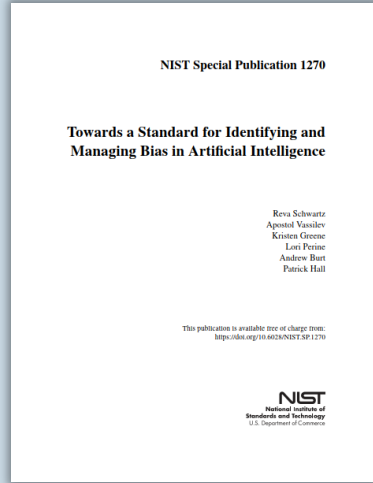 NIST Special Publication 1270
Towards a Standard for Identifying and
Managing Bias in Artificial Intelligence
Reva Schwartz
Apostol Vassilev
Kristen Greene
Lori Perine
Andrew Burt
Patrick Hall
This publication is available free of charge from:
https://doi.org/10.6028/NIST.SP.1270
NIST
National Institute of
Standards and Technology
U.S. Department of Commerce